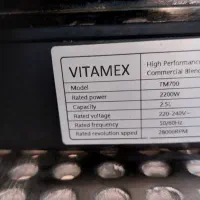 VITAMEX
High Performance
Commercial Blen
Model TM700
Rated power 2200W
Capacity 2.5L
Rated voltage 220-240V~
Rated frequency 50/60Hz
Rated revolution speed 28000RPM